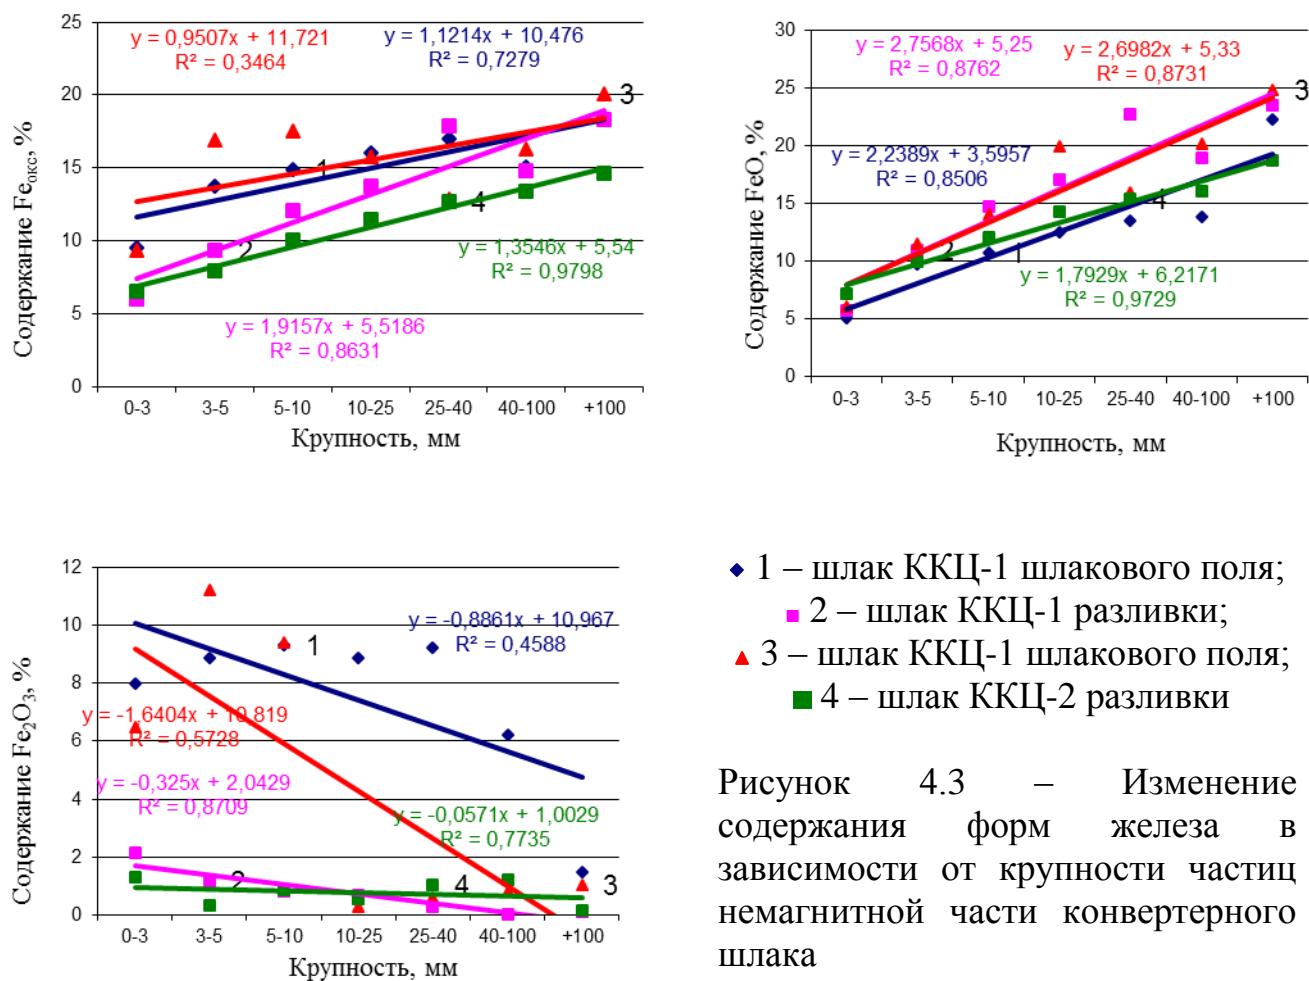 25
20
15
10
5
0
Содержание Feокс, %
y = 0,9507x + 11,721
R² = 0,3464
y = 1,1214x + 10,476
R² = 0,7279
3
1
2
4
y = 1,3546x + 5,54
R² = 0,9798
y = 1,9157x + 5,5186
R² = 0,8631
0-3 3-5 5-10 10-25 25-40 40-100 +100
Крупность, мм
30
25
20
15
10
5
0
Содержание FeO, %
y = 2,7568x + 5,25
R² = 0,8762
y = 2,6982x + 5,33
R² = 0,8731
3
y = 2,2389x + 3,5957
R² = 0,8506
4
2
1
y = 1,7929x + 6,2171
R² = 0,9729
0-3 3-5 5-10 10-25 25-40 40-100 +100
Крупность, мм
12
10
8
6
4
2
0
Содержание Fe₂O₃, %
y = -0,8861x + 10,967
R² = 0,4588
1
y = -1,6404x + 10,819
R² = 0,5728
y = -0,325x + 2,0429
R² = 0,8709
y = -0,0571x + 1,0029
R² = 0,7735
2
4
3
0-3 3-5 5-10 10-25 25-40 40-100 +100
Крупность, мм
1 – шлак ККЦ-1 шлакового поля;
2 – шлак ККЦ-1 разливки;
3 – шлак ККЦ-1 шлакового поля;
4 – шлак ККЦ-2 разливки
Рисунок 4.3 – Изменение
содержания форм железа в
зависимости от крупности частиц
немагнитной части конвертерного
шлака